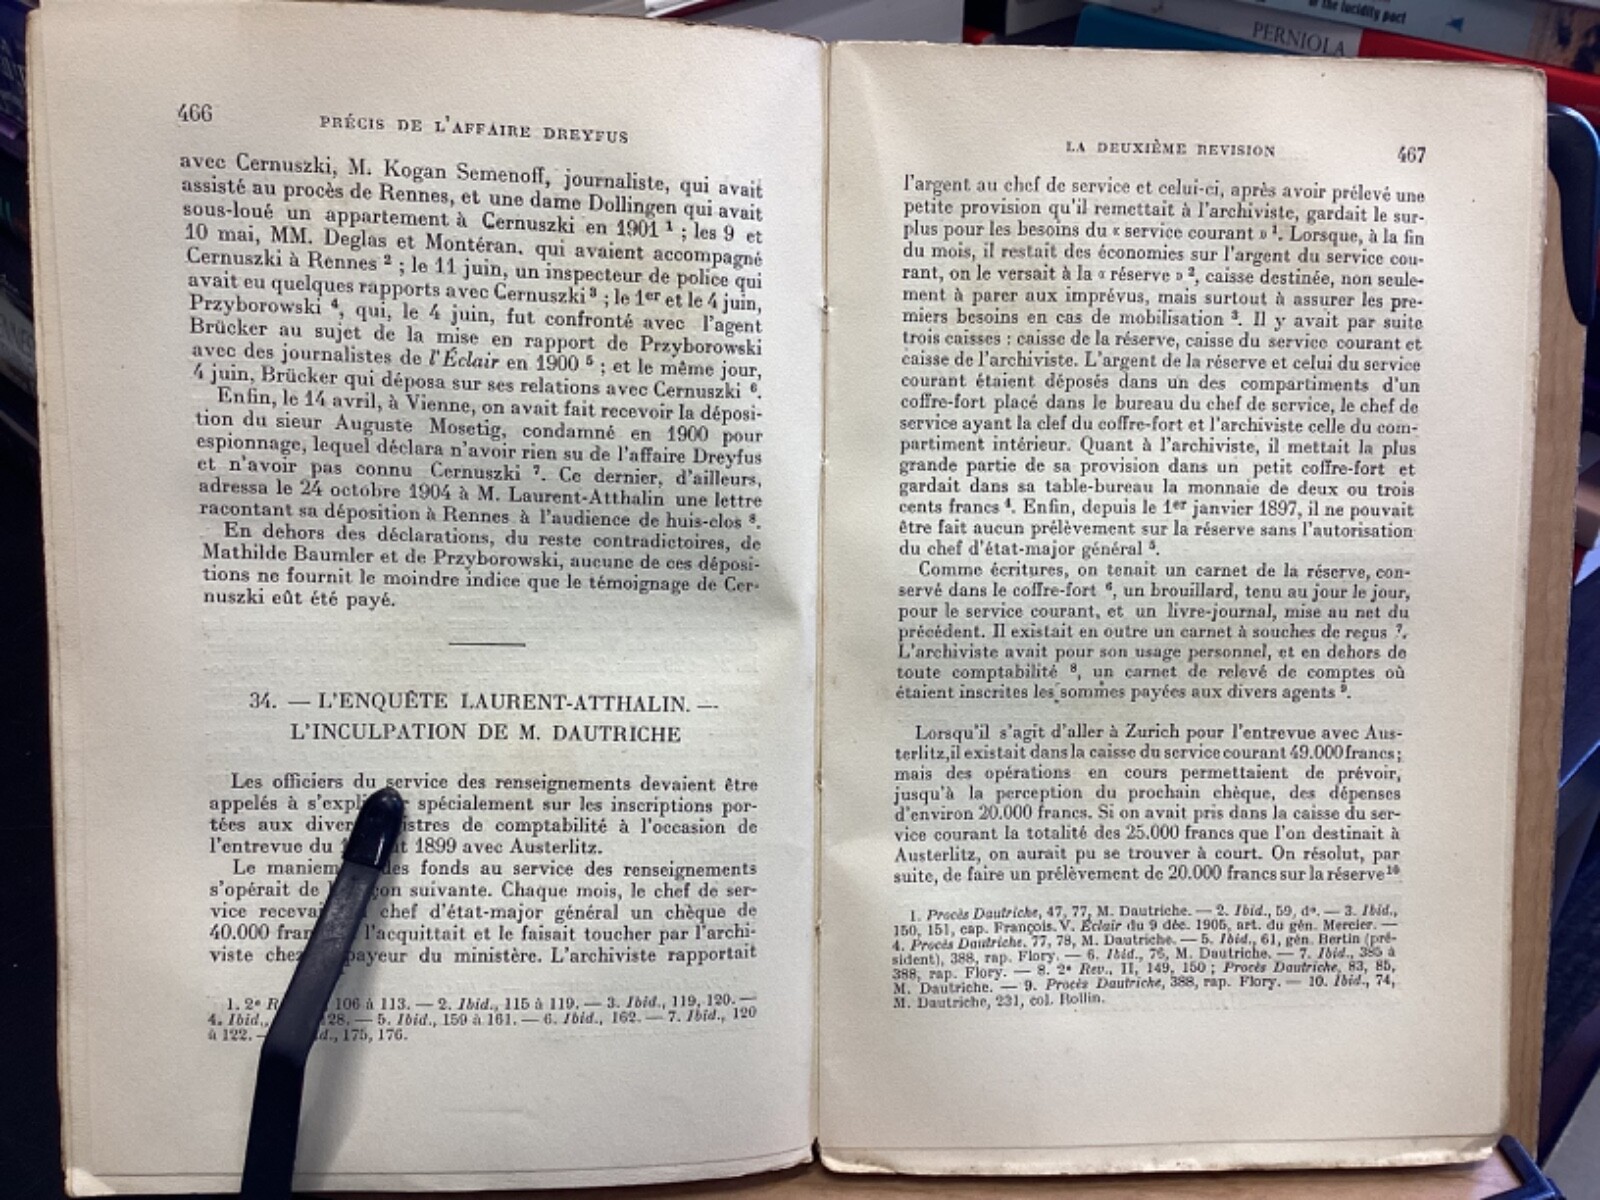 of the lucidity pact
PERNIOLA
466
PRÉCIS DE L'AFFAIRE DREYFUS
avec Cernuszki, M. Kogan Semenoff, journaliste, qui avait
assisté au procès de Rennes, et une dame Dollingen qui avait
sous-loué un appartement à Cernuszki en 1901 ¹ ; les 9 et
10 mai, MM. Deglas et Montéran, qui avaient accompagné
Cernuszki à Rennes ² ; le 11 juin, un inspecteur de police qui
avait eu quelques rapports avec Cernuszki ³ ; le 1er et le 4 juin,
Przyborowski ⁴, qui, le 4 juin, fut confronté avec l'agent
Brücker au sujet de la mise en rapport de Przyborowski
avec des journalistes de l'Éclair en 1900 ⁵ ; et le même jour,
4 juin, Brücker qui déposa sur ses relations avec Cernuszki ⁶.
Enfin, le 14 avril, à Vienne, on avait fait recevoir la déposi-
tion du sieur Auguste Mosetig, condamné en 1900 pour
espionnage, lequel déclara n'avoir rien su de l'affaire Dreyfus
et n'avoir pas connu Cernuszki ⁷. Ce dernier, d'ailleurs,
adressa le 24 octobre 1904 à M. Laurent-Atthalin une lettre
racontant sa déposition à Rennes à l'audience de huis-clos ⁸.
En dehors des déclarations, du reste contradictoires, de
Mathilde Baumler et de Przyborowski, aucune de ces déposi-
tions ne fournit le moindre indice que le témoignage de Cer-
nuszki eût été payé.
34. — L'ENQUÊTE LAURENT-ATTHALIN. —
L'INCULPATION DE M. DAUTRICHE
Les officiers du service des renseignements devaient être
appelés à s'expl spécialement sur les inscriptions por-
tées aux diver istres de comptabilité à l'occasion de
l'entrevue du 1899 avec Austerlitz.
Le maniem des fonds au service des renseignements
s'opérait de çon suivante. Chaque mois, le chef de ser-
vice receva chef d'état-major général un chèque de
40.000 fran l'acquittait et le faisait toucher par l'archi-
viste che payeur du ministère. L'archiviste rapportait
1. 2e R 106 à 113. — 2. Ibid., 115 à 119. — 3. Ibid., 119, 120. —
4. Ibid., 128. — 5. Ibid., 159 à 161. — 6. Ibid., 162. — 7. Ibid., 120
à 122. — d., 175, 176.
LA DEUXIÈME REVISION
467
l'argent au chef de service et celui-ci, après avoir prélevé une
petite provision qu'il remettait à l'archiviste, gardait le sur-
plus pour les besoins du « service courant » ¹. Lorsque, à la fin
du mois, il restait des économies sur l'argent du service cou-
rant, on le versait à la « réserve » ², caisse destinée, non seule-
ment à parer aux imprévus, mais surtout à assurer les pre-
miers besoins en cas de mobilisation ³. Il y avait par suite
trois caisses : caisse de la réserve, caisse du service courant et
caisse de l'archiviste. L'argent de la réserve et celui du service
courant étaient déposés dans un des compartiments d'un
coffre-fort placé dans le bureau du chef de service, le chef de
service ayant la clef du coffre-fort et l'archiviste celle du com-
partiment intérieur. Quant à l'archiviste, il mettait la plus
grande partie de sa provision dans un petit coffre-fort et
gardait dans sa table-bureau la monnaie de deux ou trois
cents francs ⁴. Enfin, depuis le 1er janvier 1897, il ne pouvait
être fait aucun prélèvement sur la réserve sans l'autorisation
du chef d'état-major général ⁵.
Comme écritures, on tenait un carnet de la réserve, con-
servé dans le coffre-fort ⁶, un brouillard, tenu au jour le jour,
pour le service courant, et un livre-journal, mise au net du
précédent. Il existait en outre un carnet à souches de reçus ⁷.
L'archiviste avait pour son usage personnel, et en dehors de
toute comptabilité ⁸, un carnet de relevé de comptes où
étaient inscrites les sommes payées aux divers agents ⁹.
Lorsqu'il s'agit d'aller à Zurich pour l'entrevue avec Aus-
terlitz, il existait dans la caisse du service courant 49.000 francs ;
mais des opérations en cours permettaient de prévoir,
jusqu'à la perception du prochain chèque, des dépenses
d'environ 20.000 francs. Si on avait pris dans la caisse du ser-
vice courant la totalité des 25.000 francs que l'on destinait à
Austerlitz, on aurait pu se trouver à court. On résolut, par
suite, de faire un prélèvement de 20.000 francs sur la réserve ¹⁰
1. Procès Dautriche, 47, 77, M. Dautriche. — 2. Ibid., 59, do. — 3. Ibid.,
150, 151, cap. François. V. Éclair du 9 déc. 1905, art. du gén. Mercier. —
4. Procès Dautriche, 77, 78, M. Dautriche. — 5. Ibid., 61, gén. Bertin (pré-
sident), 388, rap. Flory. — 6. Ibid., 76, M. Dautriche. — 7. Ibid., 385 à
388, rap. Flory. — 8. 2e Rev., II, 149, 150 ; Procès Dautriche, 83, 85,
M. Dautriche. — 9. Procès Dautriche, 388, rap. Flory. — 10. Ibid., 74,
M. Dautriche, 231, col. Rollin.